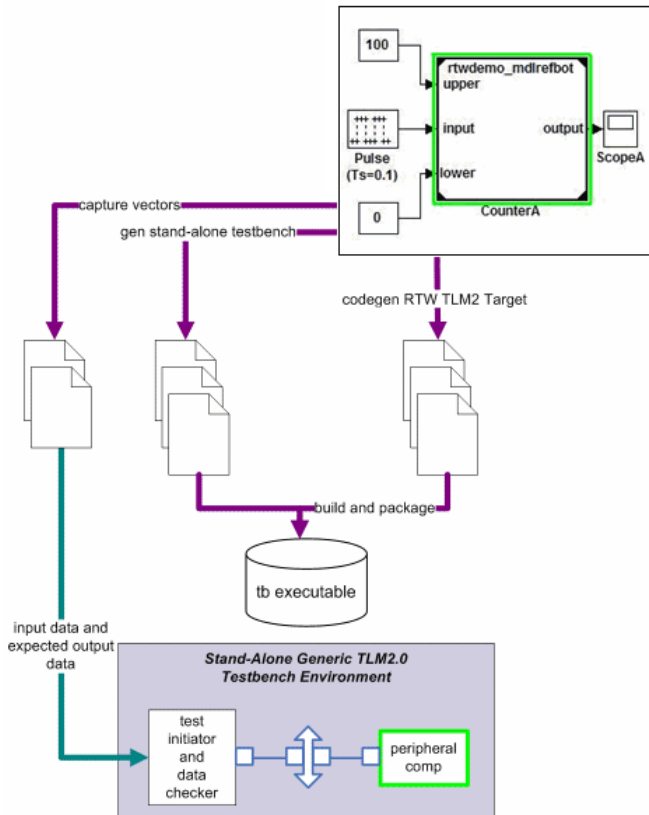 100
rtwdemo_mdlrefbot
upper
input
output
Pulse
(Ts=0.1)
ScopeA
lower
0
CounterA
capture vectors
gen stand-alone testbench
codegen RTW TLM2 Target
build and package
tb executable
input data and
expected output
data
Stand-Alone Generic TLM2.0
Testbench Environment
test
initiator
and
data
checker
peripheral
comp